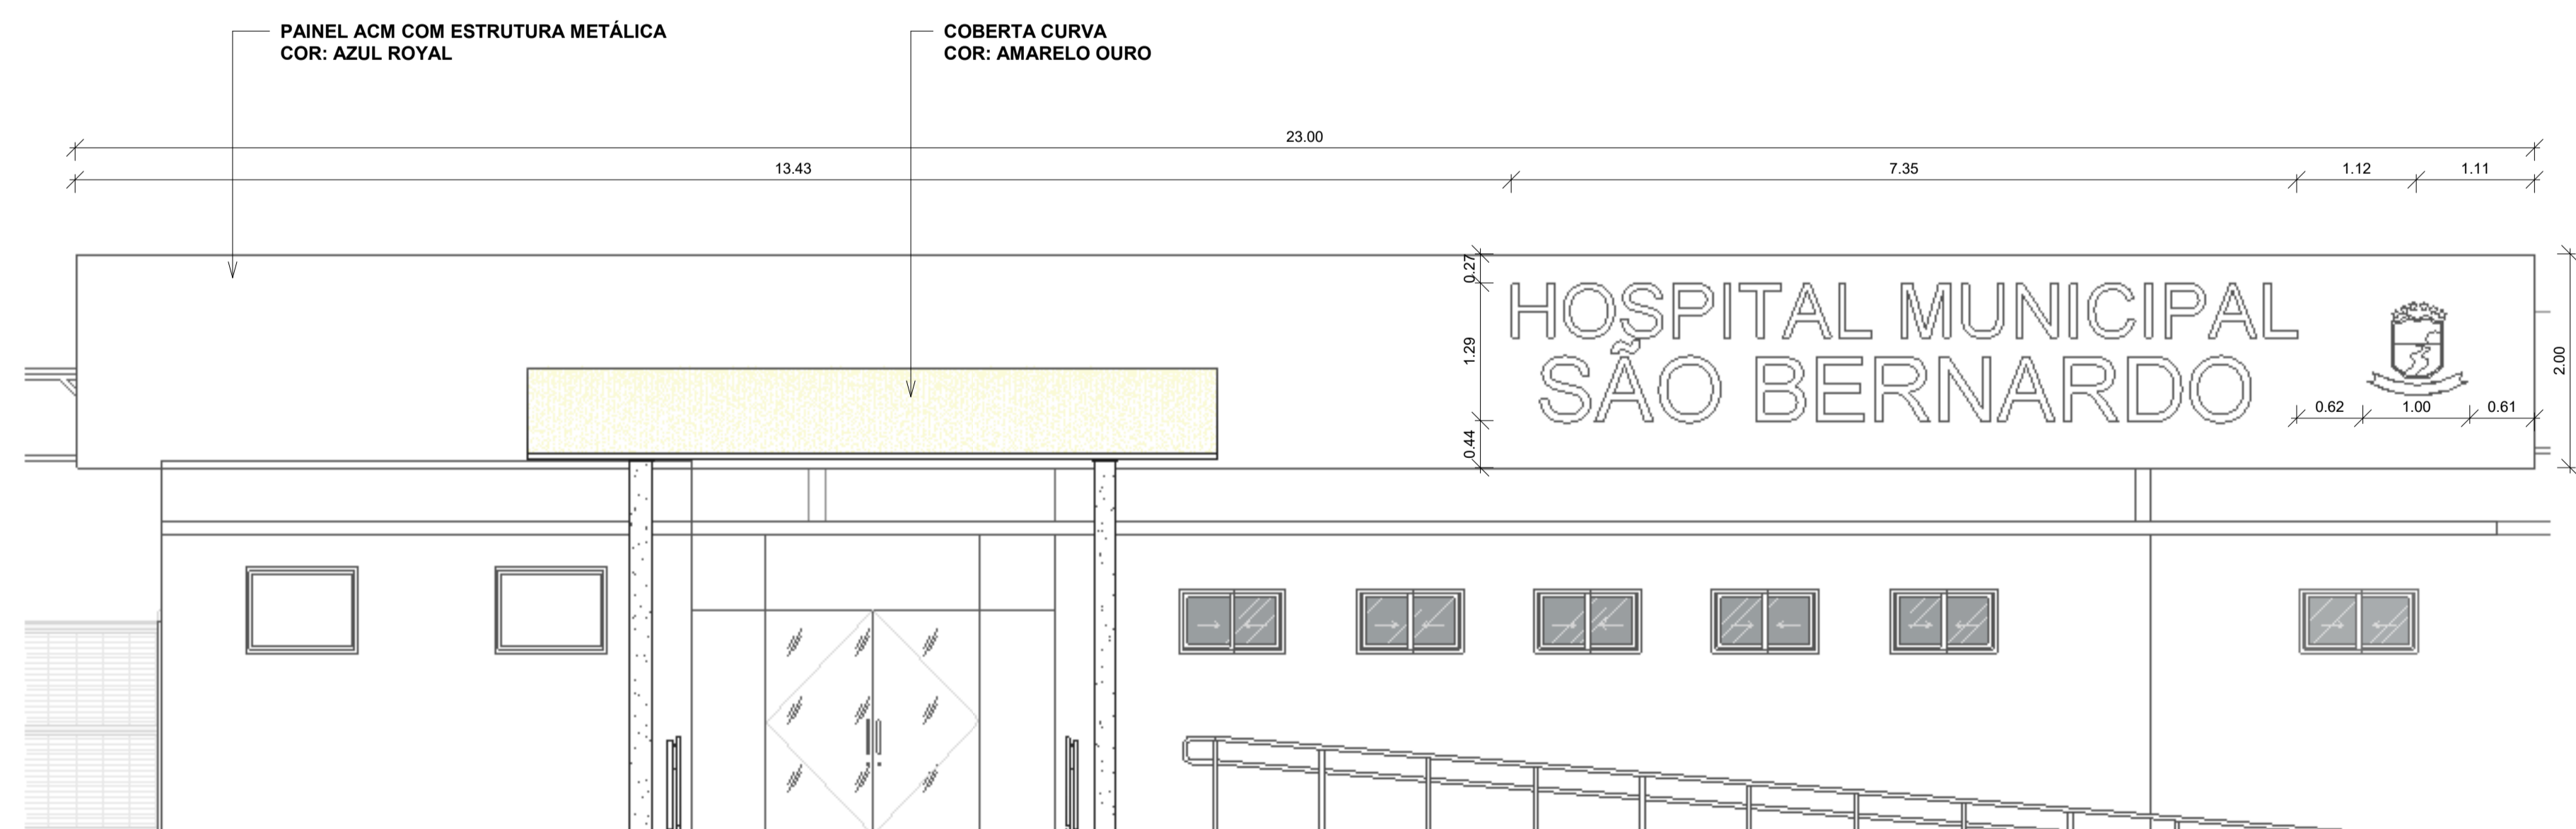 PAINEL ACM COM ESTRUTURA METÁLICA
COR: AZUL ROYAL
COBERTA CURVA
COR: AMARELO OURO
23.00
13.43
7.35
1.12
1.11
0.27
1.29
0.44
HOSPITAL MUNICIPAL
SÃO BERNARDO
0.62
1.00
0.61
2.00